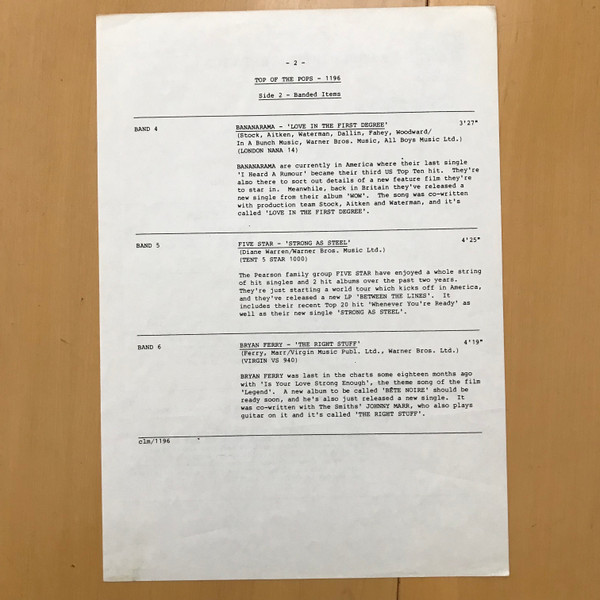 - 2 -
TOP OF THE POPS - 1196
Side 2 - Banded Items
BAND 4 BANANARAMA - 'LOVE IN THE FIRST DEGREE' 3'27"
(Stock, Aitken, Waterman, Dallin, Fahey, Woodward/
In A Bunch Music, Warner Bros. Music, All Boys Music Ltd.)
(LONDON NANA 14)
BANANARAMA are currently in America where their last single
'I Heard A Rumour' became their third US Top Ten hit. They're
also there to sort out details of a new feature film they're
to star in. Meanwhile, back in Britain they've released a
new single from their album 'WOW'. The song was co-written
with production team Stock, Aitken and Waterman, and it's
called 'LOVE IN THE FIRST DEGREE'.
BAND 5 FIVE STAR - 'STRONG AS STEEL' 4'25"
(Diane Warren/Warner Bros. Music Ltd.)
(TENT 5 STAR 1000)
The Pearson family group FIVE STAR have enjoyed a whole string
of hit singles and 2 hit albums over the past two years.
They're just starting a world tour which kicks off in America,
and they've released a new LP 'BETWEEN THE LINES'. It
includes their recent Top 20 hit 'Whenever You're Ready' as
well as their new single 'STRONG AS STEEL'.
BAND 6 BRYAN FERRY - 'THE RIGHT STUFF' 4'19"
(Ferry, Marr/Virgin Music Publ. Ltd., Warner Bros. Ltd.)
(VIRGIN VS 940)
BRYAN FERRY was last in the charts some eighteen months ago
with 'Is Your Love Strong Enough', the theme song of the film
'Legend'. A new album to be called 'BÊTE NOIRE' should be
ready soon, and he's also just released a new single. It
was co-written with The Smiths' JOHNNY MARR, who also plays
guitar on it and it's called 'THE RIGHT STUFF'.
clm/1196